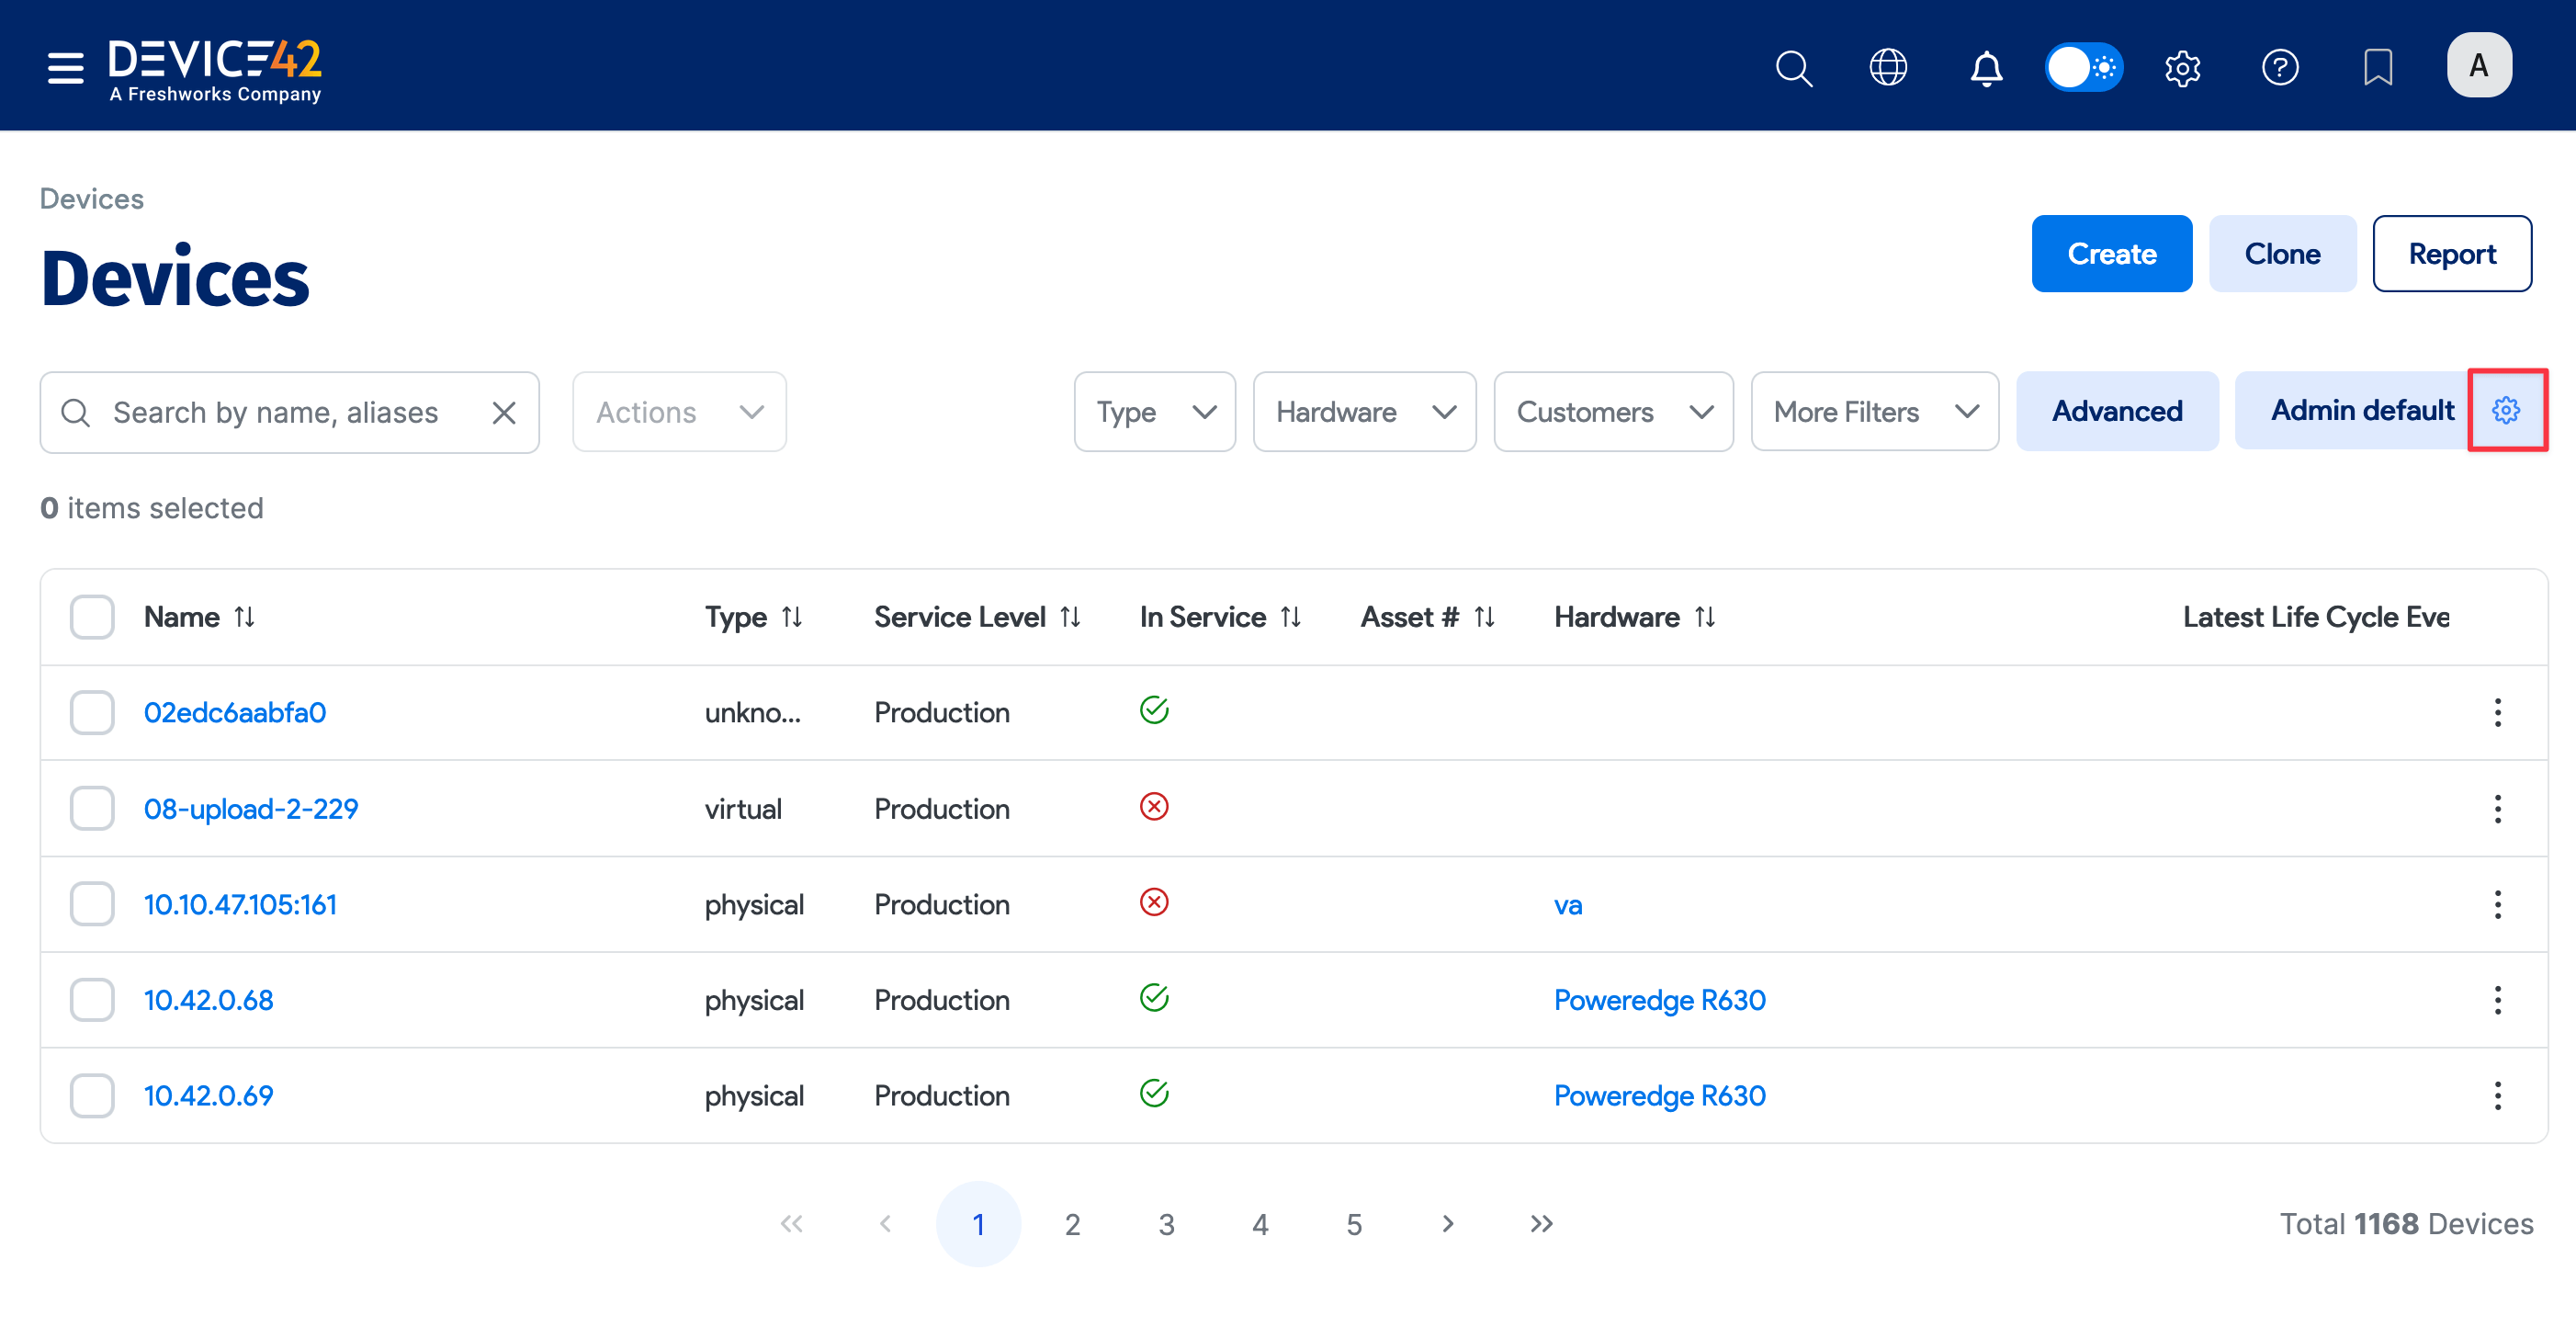 DEVICE42
A Freshworks Company
A
Devices
Devices
Create
Clone
Report
Search by name, aliases
Actions
Type
Hardware
Customers
More Filters
Advanced
Admin default
0 items selected
Name Type Service Level In Service Asset # Hardware Latest Life Cycle Eve
02edc6aabfa0 unkno... Production
08-upload-2-229 virtual Production
10.10.47.105:161 physical Production va
10.42.0.68 physical Production Poweredge R630
10.42.0.69 physical Production Poweredge R630
« ‹ 1 2 3 4 5 › »
Total 1168 Devices